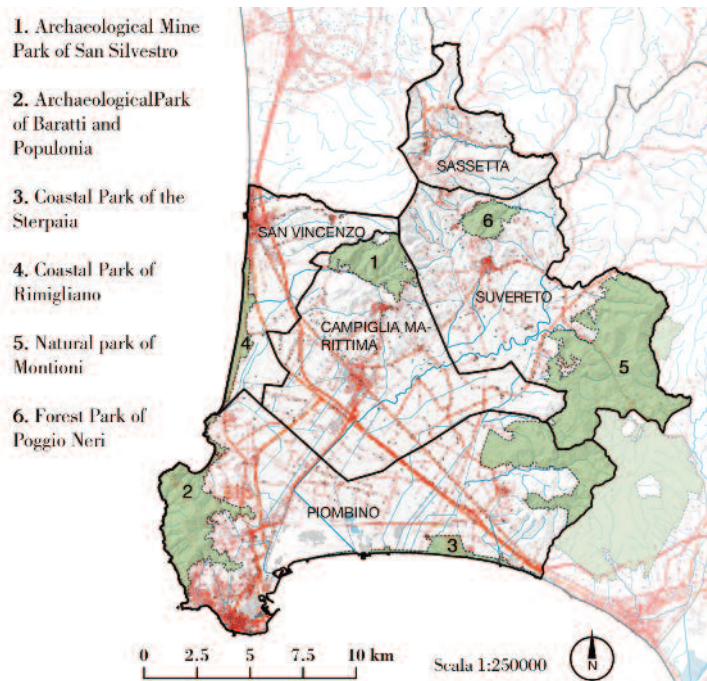 1. Archaeological Mine
Park of San Silvestro
2. ArchaeologicalPark
of Baratti and
Populonia
3. Coastal Park of the
Sterpaia
4. Coastal Park of
Rimigliano
5. Natural park of
Montioni
6. Forest Park of
Poggio Neri
SASSETTA
6
SAN VINCENZO
1
SUVERETO
CAMPIGLIA MA-
RITTIMA
4
5
2
PIOMBINO
3
0 2.5 5 7.5 10 km
Scala 1:250000
N